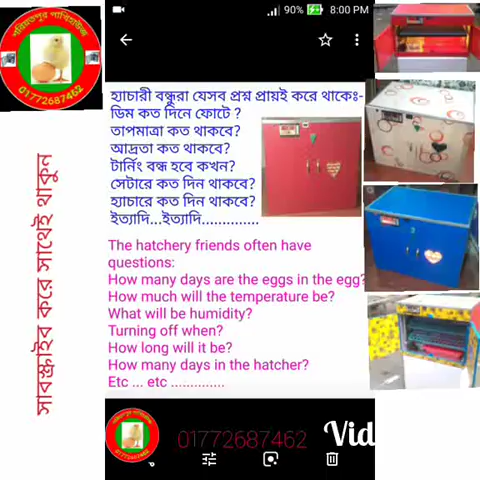 90% 8:00 PM
শরিয়তপুর পাখিহাউজ
01772687462
সাবস্ক্রাইব করে সাথেই থাকুন
হ্যাচারী বন্ধুরা যেসব প্রশ্ন প্রায়ই করে থাকেঃ-
ডিম কত দিনে ফোটে ?
তাপমাত্রা কত থাকবে?
আদ্রতা কত থাকবে?
টার্নিং বন্ধ হবে কখন?
সেটারে কত দিন থাকবে?
হ্যাচারে কত দিন থাকবে?
ইত্যাদি...ইত্যাদি..............
The hatchery friends often have
questions:
How many days are the eggs in the egg?
How much will the temperature be?
What will be humidity?
Turning off when?
How long will it be?
How many days in the hatcher?
Etc ... etc .............
01772687462
Vid